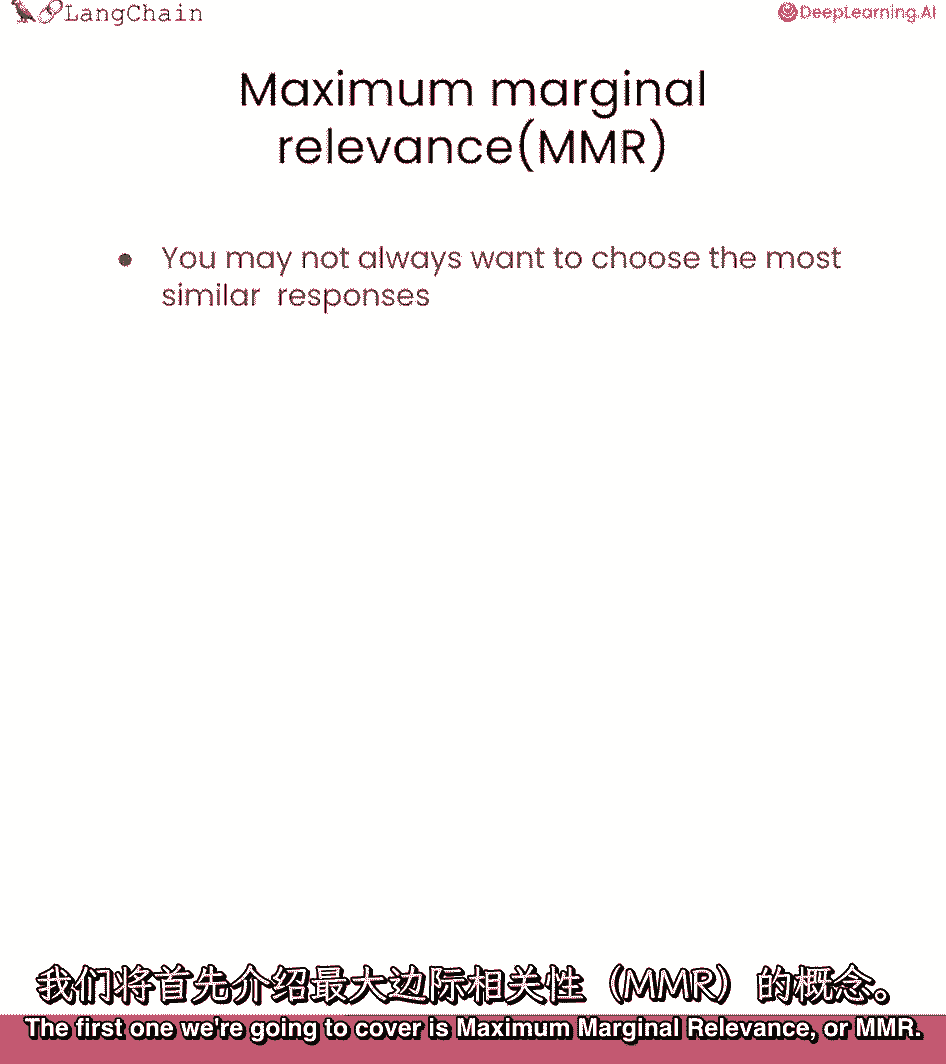 LangChain
DeepLearning.AI
Maximum marginal
relevance(MMR)
● You may not always want to choose the most
similar responses
我们将首先介绍最大边际相关性（MMR）的概念。
The first one we're going to cover is Maximum Marginal Relevance, or MMR.